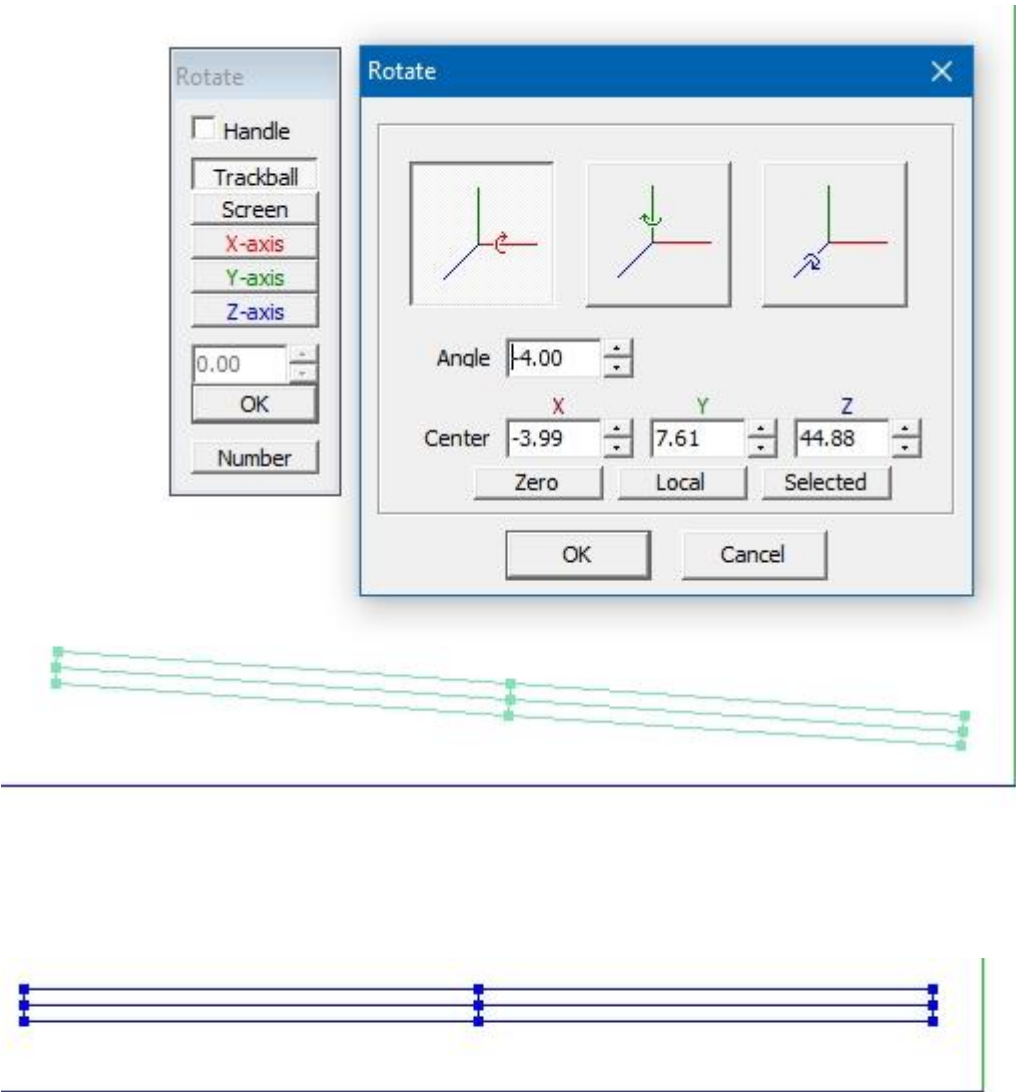 Rotate
Handle
Trackball
Screen
X-axis
Y-axis
Z-axis
0.00
OK
Number
Rotate
Angle -4.00
X Y Z
Center -3.99 7.61 44.88
Zero Local Selected
OK Cancel